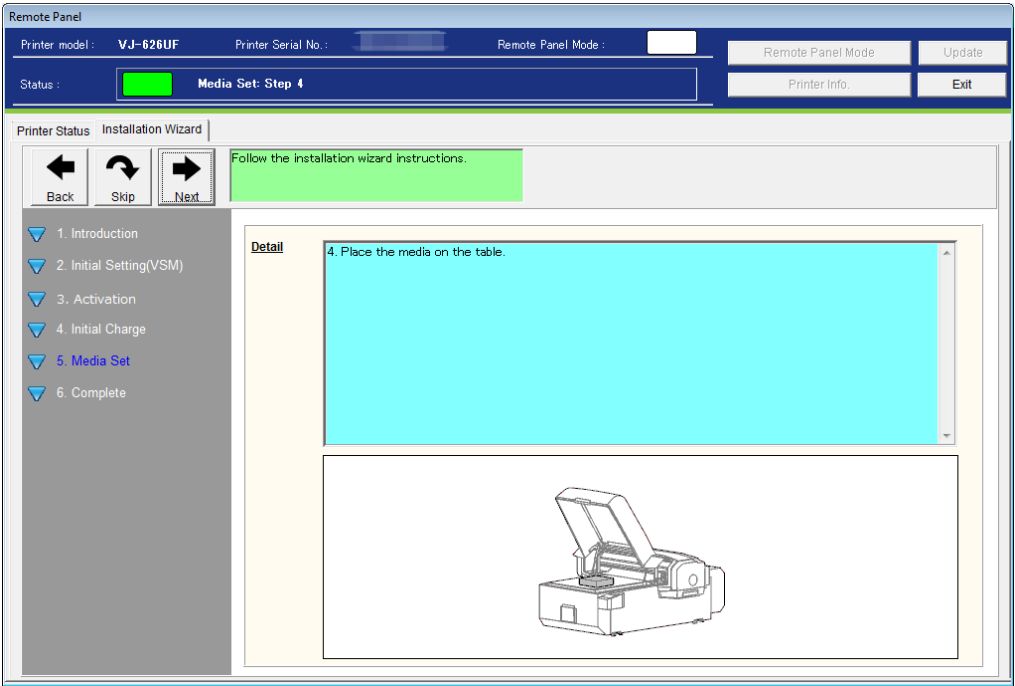 Remote Panel
Printer model : VJ-626UF Printer Serial No. : Remote Panel Mode :
Remote Panel Mode Update
Status : Media Set: Step 4
Printer Info. Exit
Printer Status Installation Wizard
Back Skip Next
Follow the installation wizard instructions.
1. Introduction
2. Initial Setting(VSM)
3. Activation
4. Initial Charge
5. Media Set
6. Complete
Detail
4. Place the media on the table.